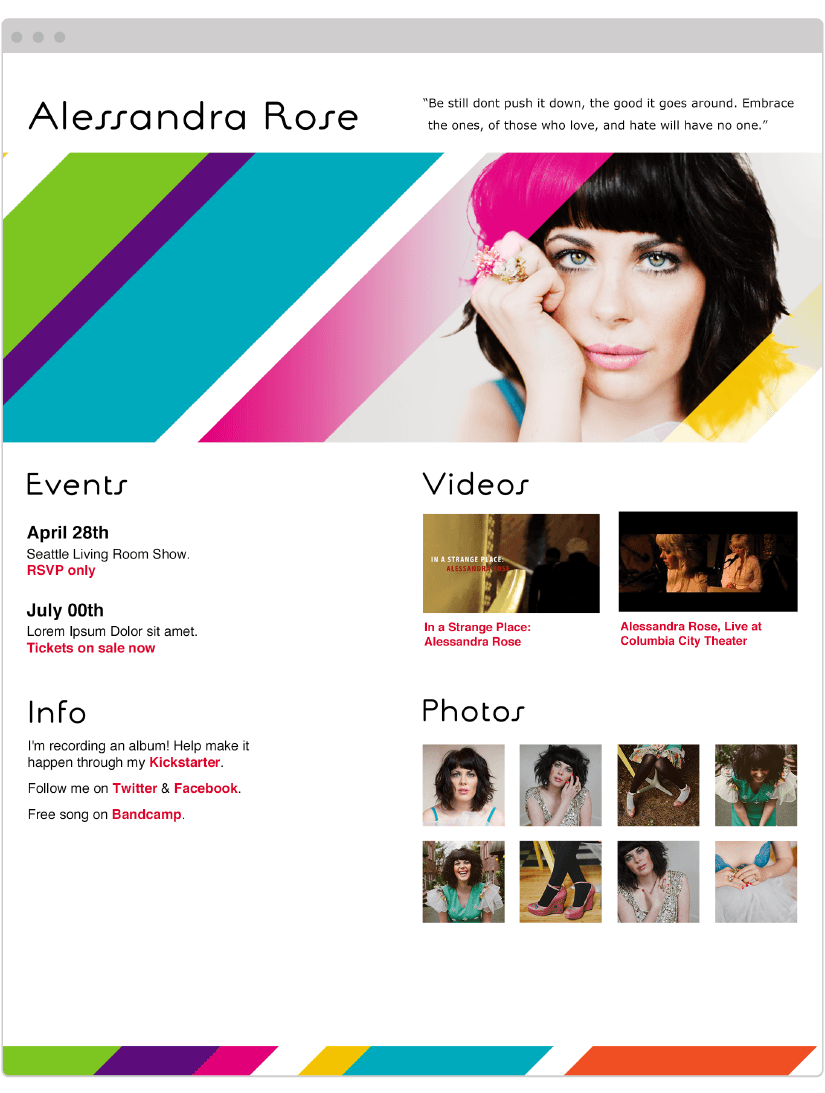 Alessandra Rose
“Be still dont push it down, the good it goes around. Embrace
the ones, of those who love, and hate will have no one.”
Events
April 28th
Seattle Living Room Show.
RSVP only
July 00th
Lorem Ipsum Dolor sit amet.
Tickets on sale now
Videos
IN A STRANGE PLACE:
ALESSANDRA ROSE
In a Strange Place:
Alessandra Rose
Alessandra Rose, Live at
Columbia City Theater
Info
I'm recording an album! Help make it
happen through my Kickstarter.
Follow me on Twitter & Facebook.
Free song on Bandcamp.
Photos